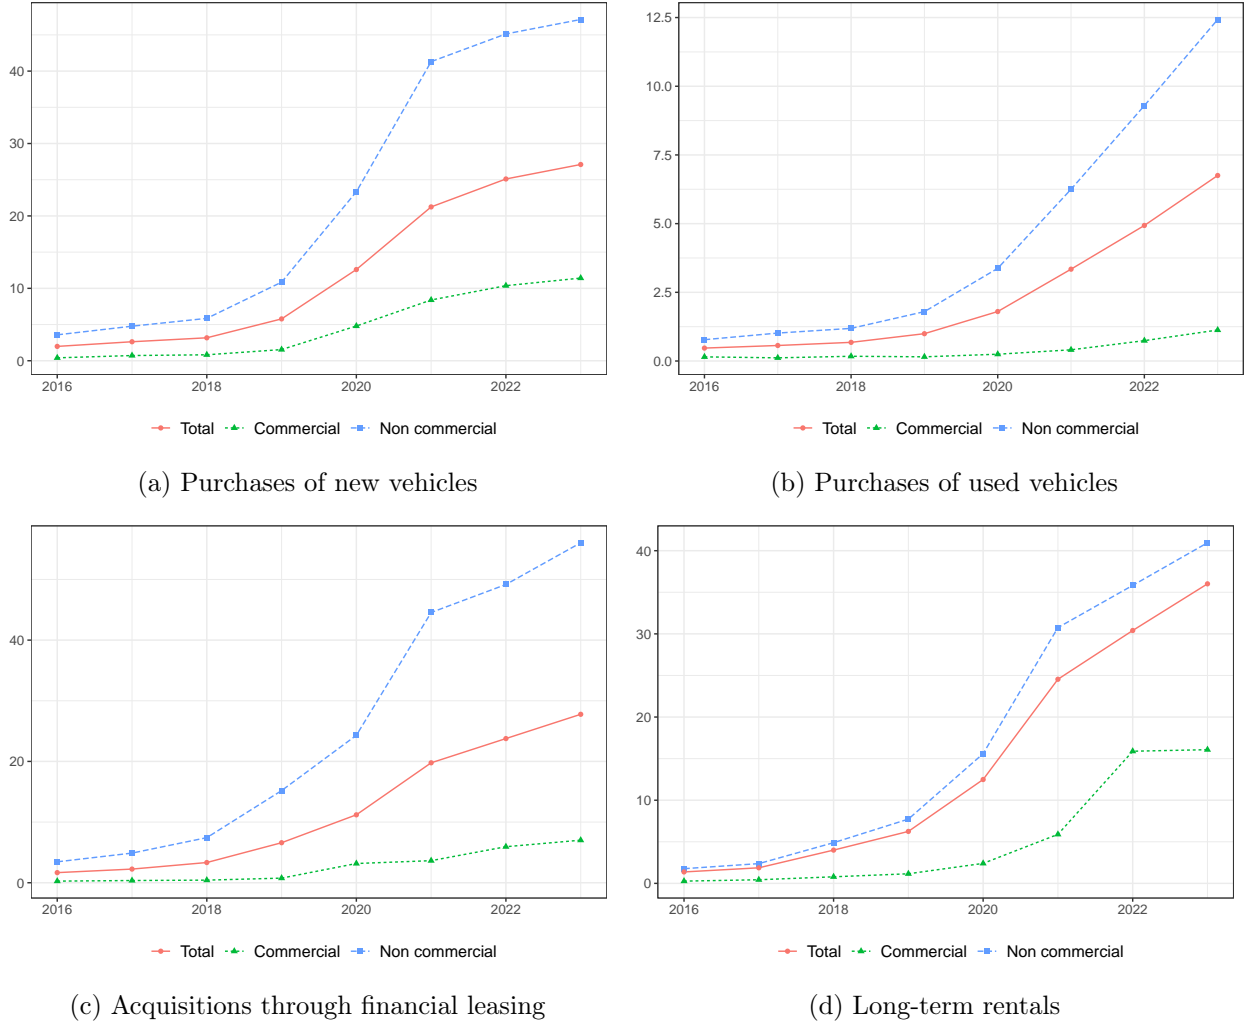 40
30
20
10
0
2016 2018 2020 2022
Total Commercial Non commercial
(a) Purchases of new vehicles
12.5
10.0
7.5
5.0
2.5
0.0
2016 2018 2020 2022
Total Commercial Non commercial
(b) Purchases of used vehicles
40
20
0
2016 2018 2020 2022
Total Commercial Non commercial
(c) Acquisitions through financial leasing
40
30
20
10
0
2016 2018 2020 2022
Total Commercial Non commercial
(d) Long-term rentals